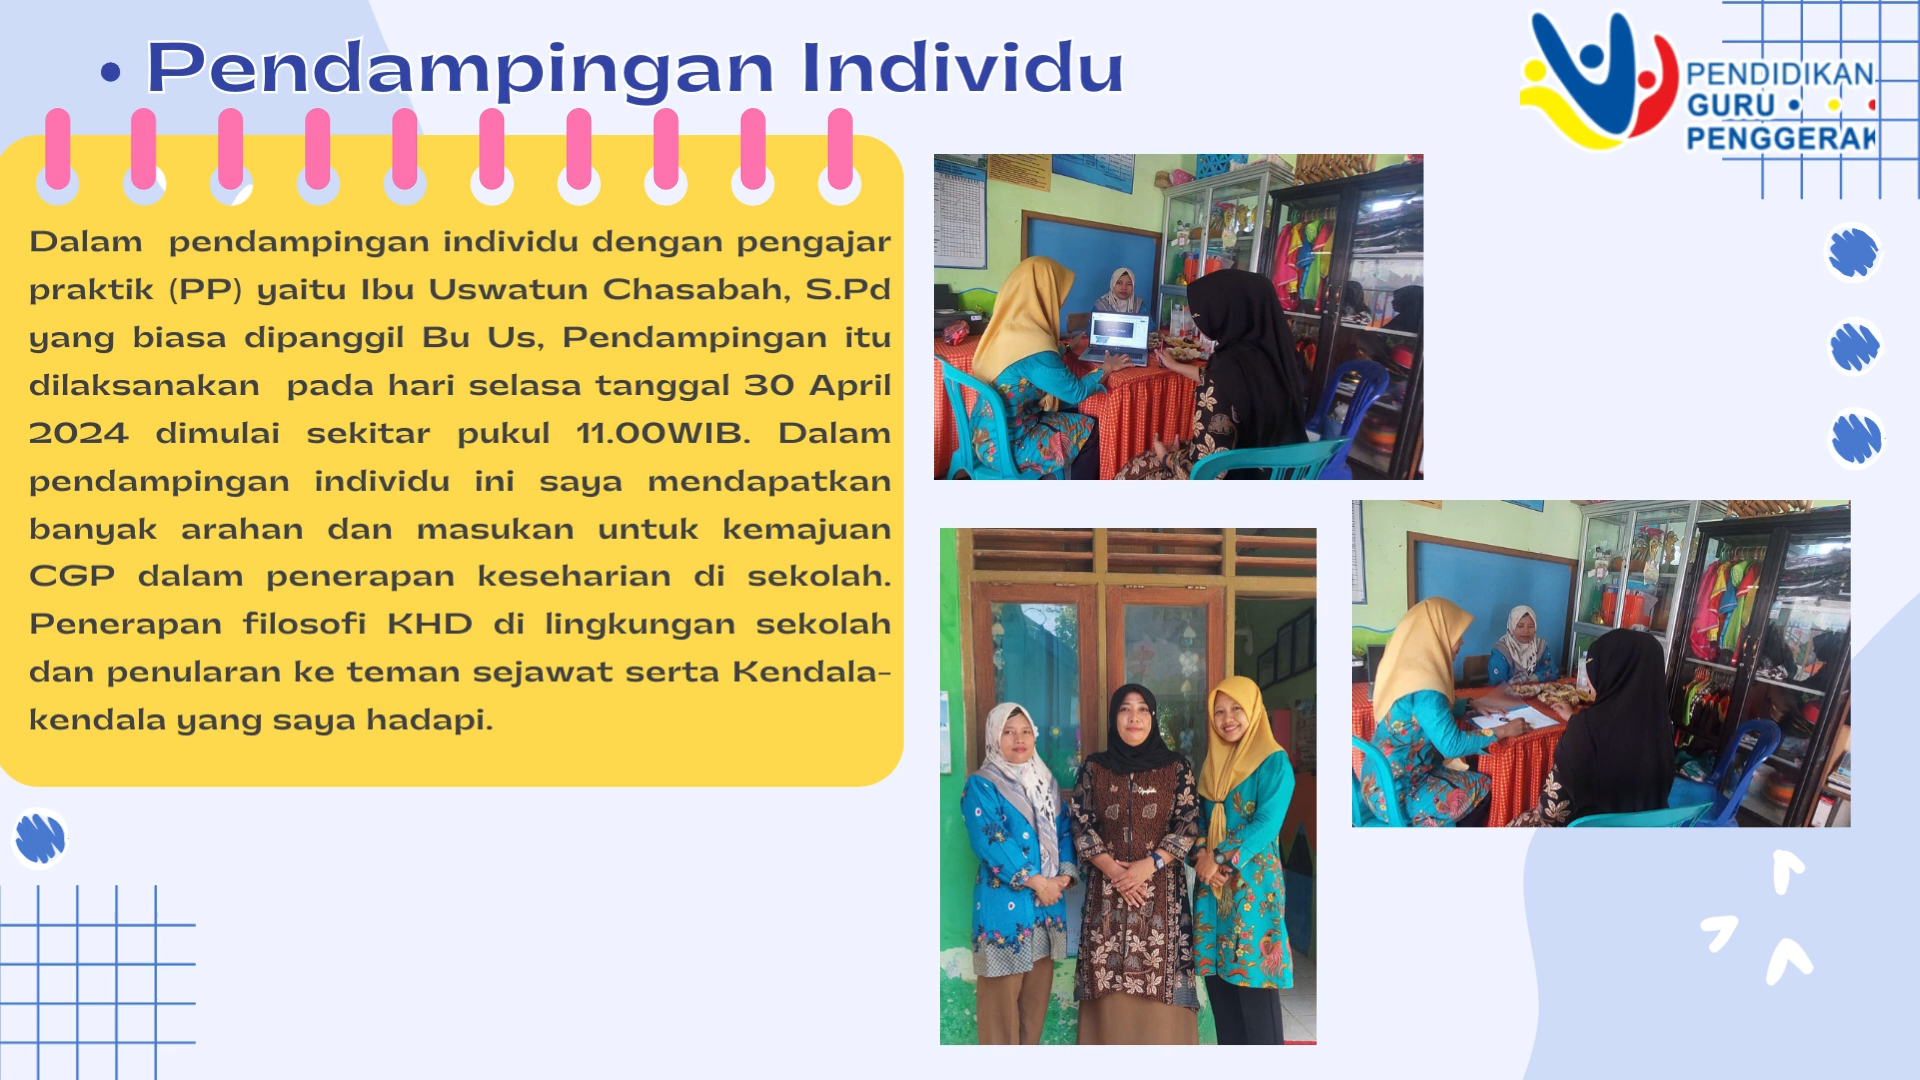 • Pendampingan Individu
PENDIDIKAN
GURU
PENGGERAK
Dalam pendampingan individu dengan pengajar
praktik (PP) yaitu Ibu Uswatun Chasabah, S.Pd
yang biasa dipanggil Bu Us, Pendampingan itu
dilaksanakan pada hari selasa tanggal 30 April
2024 dimulai sekitar pukul 11.00WIB. Dalam
pendampingan individu ini saya mendapatkan
banyak arahan dan masukan untuk kemajuan
CGP dalam penerapan keseharian di sekolah.
Penerapan filosofi KHD di lingkungan sekolah
dan penularan ke teman sejawat serta Kendala-
kendala yang saya hadapi.